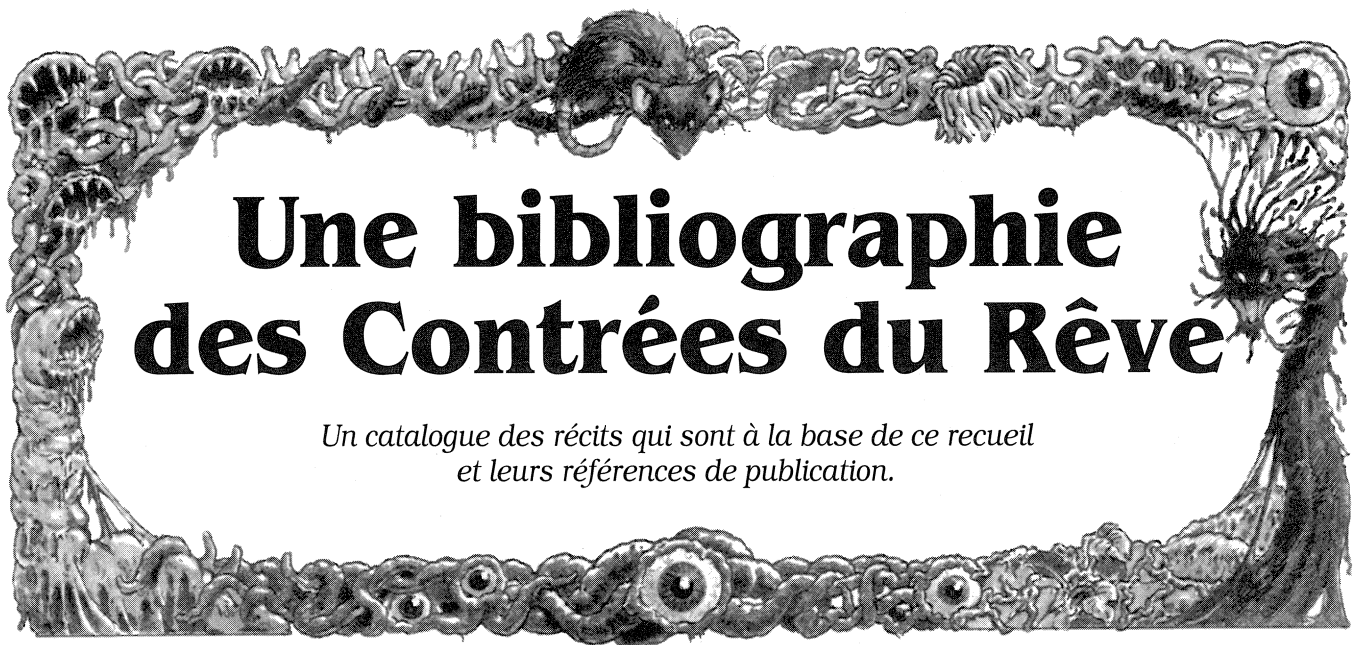 Une bibliographie
des Contrées du Rêve
Un catalogue des récits qui sont à la base de ce recueil
et leurs références de publication.